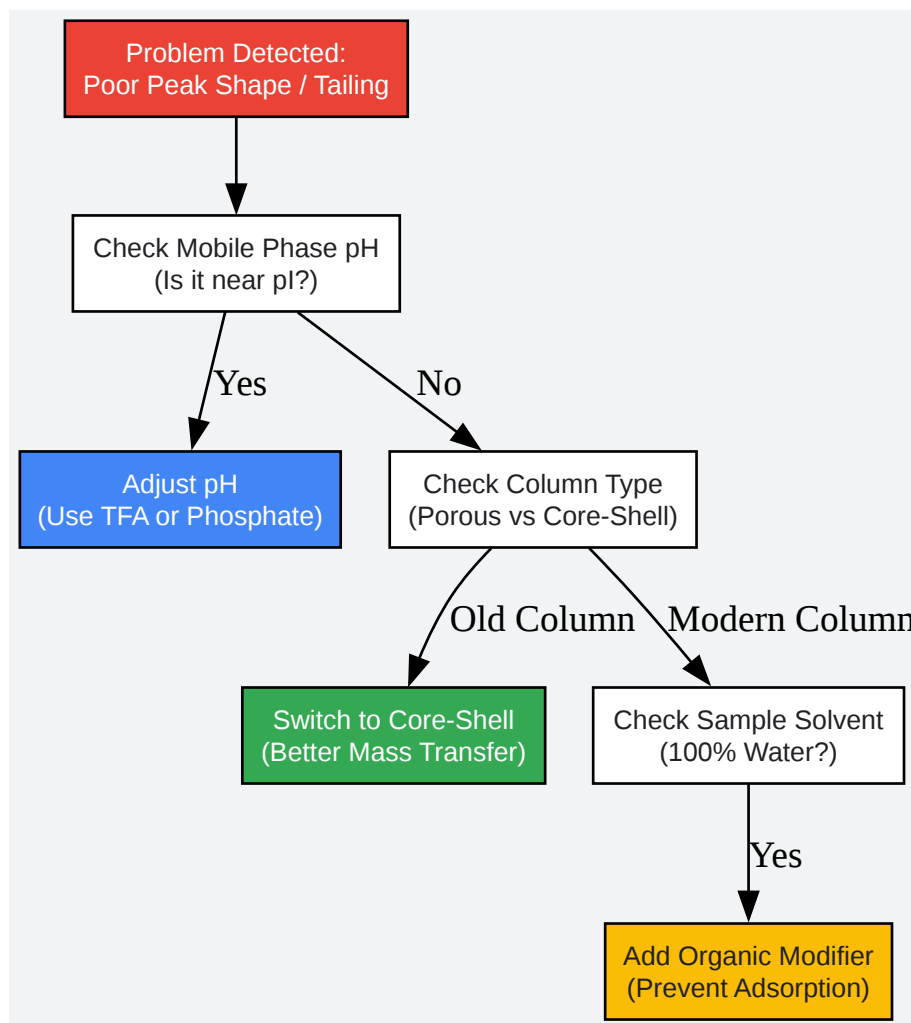 Problem Detected:
Poor Peak Shape / Tailing
Check Mobile Phase pH
(Is it near pI?)
Yes
No
Adjust pH
(Use TFA or Phosphate)
Check Column Type
(Porous vs Core-Shell)
Old Column
Modern Column
Switch to Core-Shell
(Better Mass Transfer)
Check Sample Solvent
(100% Water?)
Yes
Add Organic Modifier
(Prevent Adsorption)